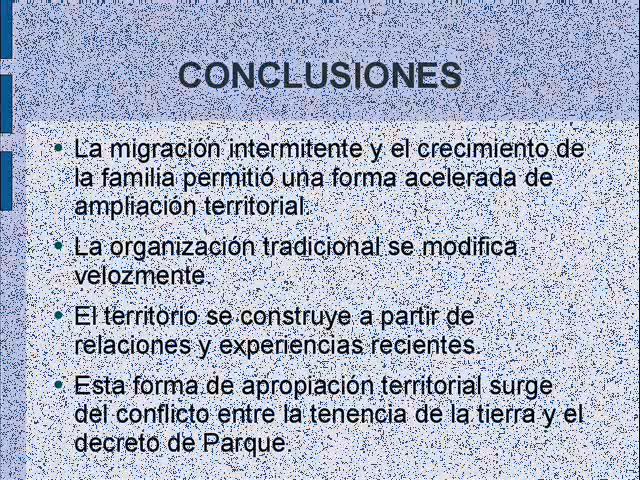 CONCLUSIONES
• La migración intermitente y el crecimiento de
la familia permitió una forma acelerada de
ampliación territorial.
• La organización tradicional se modifica
velozmente.
• El territorio se construye a partir de
relaciones y experiencias recientes.
• Esta forma de apropiación territorial surge
del conflicto entre la tenencia de la tierra y el
decreto de Parque.